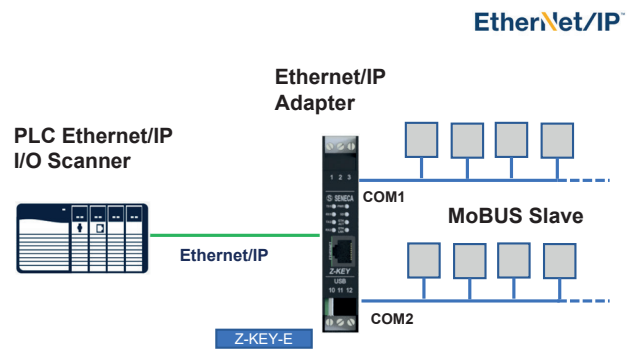 EtherNet/IP™
Ethernet/IP
Adapter
PLC Ethernet/IP
I/O Scanner
1 2 3
S SENECA
COM1
MoBUS Slave
Ethernet/IP
Z-KEY
USB
10 11 12
COM2
Z-KEY-E